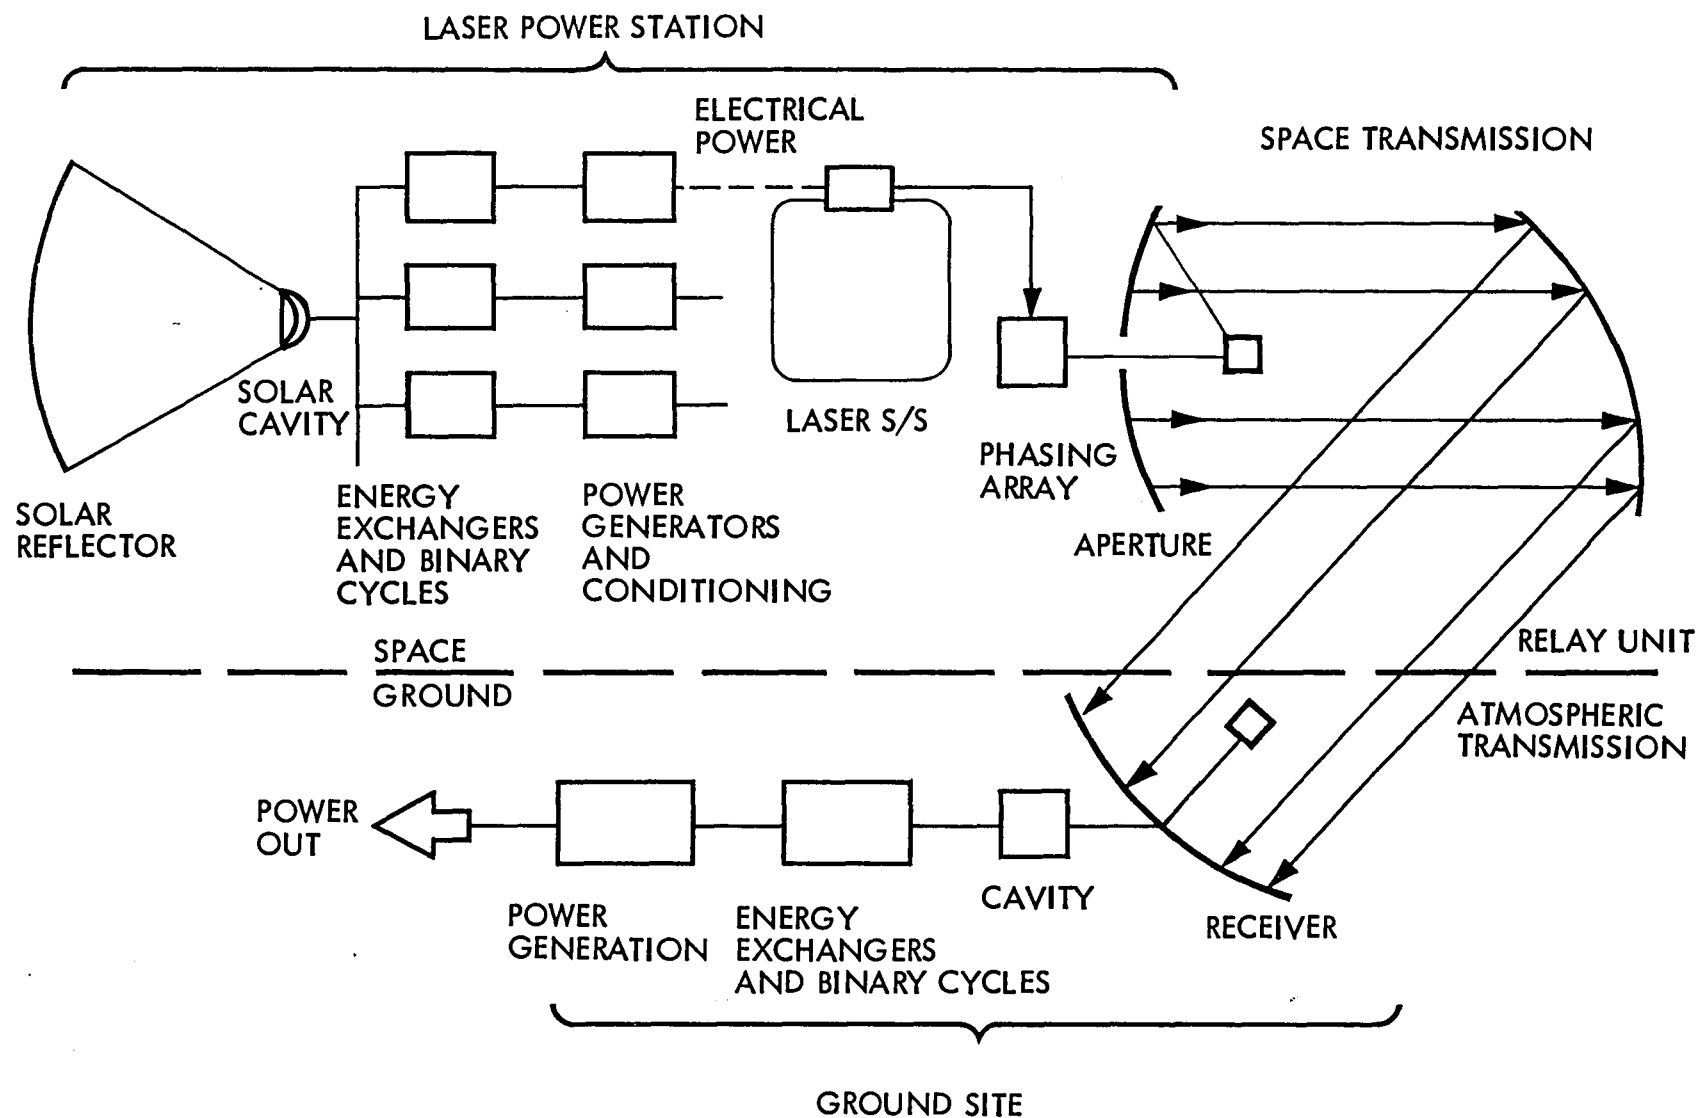 LASER POWER STATION
ELECTRICAL
POWER
SPACE TRANSMISSION
SOLAR
CAVITY
LASER S/S
PHASING
ARRAY
SOLAR
REFLECTOR
ENERGY
EXCHANGERS
AND BINARY
CYCLES
POWER
GENERATORS
AND
CONDITIONING
APERTURE
RELAY UNIT
SPACE
GROUND
ATMOSPHERIC
TRANSMISSION
POWER
OUT
POWER
GENERATION
ENERGY
EXCHANGERS
AND BINARY CYCLES
CAVITY
RECEIVER
GROUND SITE